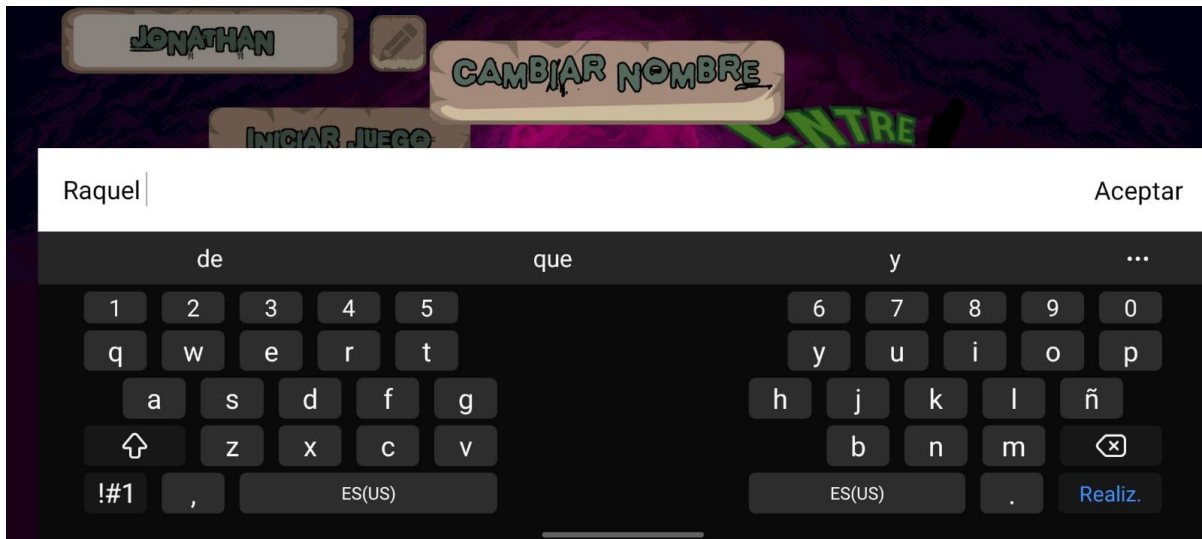 JONATHAN
CAMBIAR NOMBRE
INICIAR JUEGO
ENTRE
Raquel
Aceptar
de que y ...
1 2 3 4 5 6 7 8 9 0
q w e r t y u i o p
a s d f g h j k l ñ
z x c v b n m
!#1 , ES(US) ES(US) . Realiz.